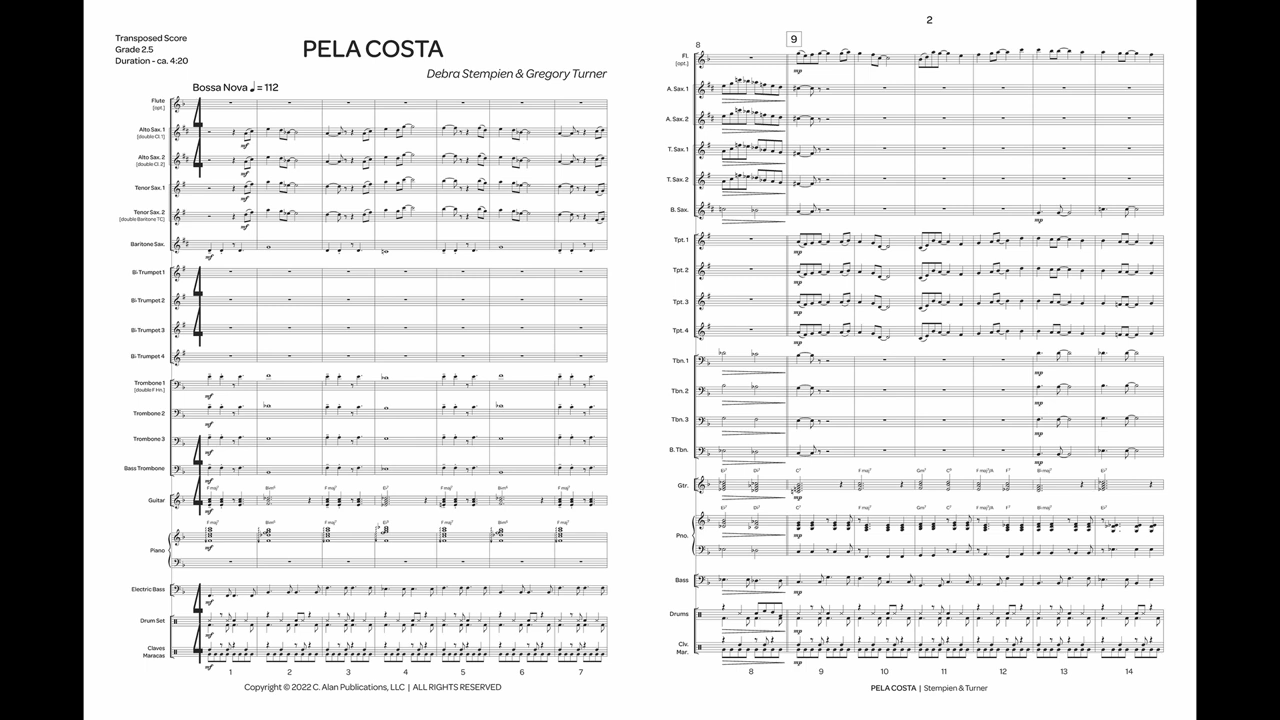 Transposed Score
Grade 2.5
Duration - ca. 4:20
PELA COSTA
Debra Stempien & Gregory Turner
Bossa Nova ♩= 112
Flute
[opt.]
Alto Sax. 1
[double Cl. 1]
Alto Sax. 2
[double Cl. 2]
Tenor Sax. 1
Tenor Sax. 2
[double Baritone TC]
Baritone Sax.
B♭ Trumpet 1
B♭ Trumpet 2
B♭ Trumpet 3
B♭ Trumpet 4
Trombone 1
[double F Hn.]
Trombone 2
Trombone 3
Bass Trombone
Guitar
Piano
Electric Bass
Drum Set
Claves
Maracas
mf
1 2 3 4 5 6 7
Copyright © 2022 C. Alan Publications, LLC | ALL RIGHTS RESERVED
2
8
9
Fl.
[opt.]
A. Sax. 1
A. Sax. 2
T. Sax. 1
T. Sax. 2
B. Sax.
Tpt. 1
Tpt. 2
Tpt. 3
Tpt. 4
Tbn. 1
Tbn. 2
Tbn. 3
B. Tbn.
Gtr.
Pno.
Bass
Drums
Clv.
Mar.
mp
8 9 10 11 12 13 14
PELA COSTA | Stempien & Turner